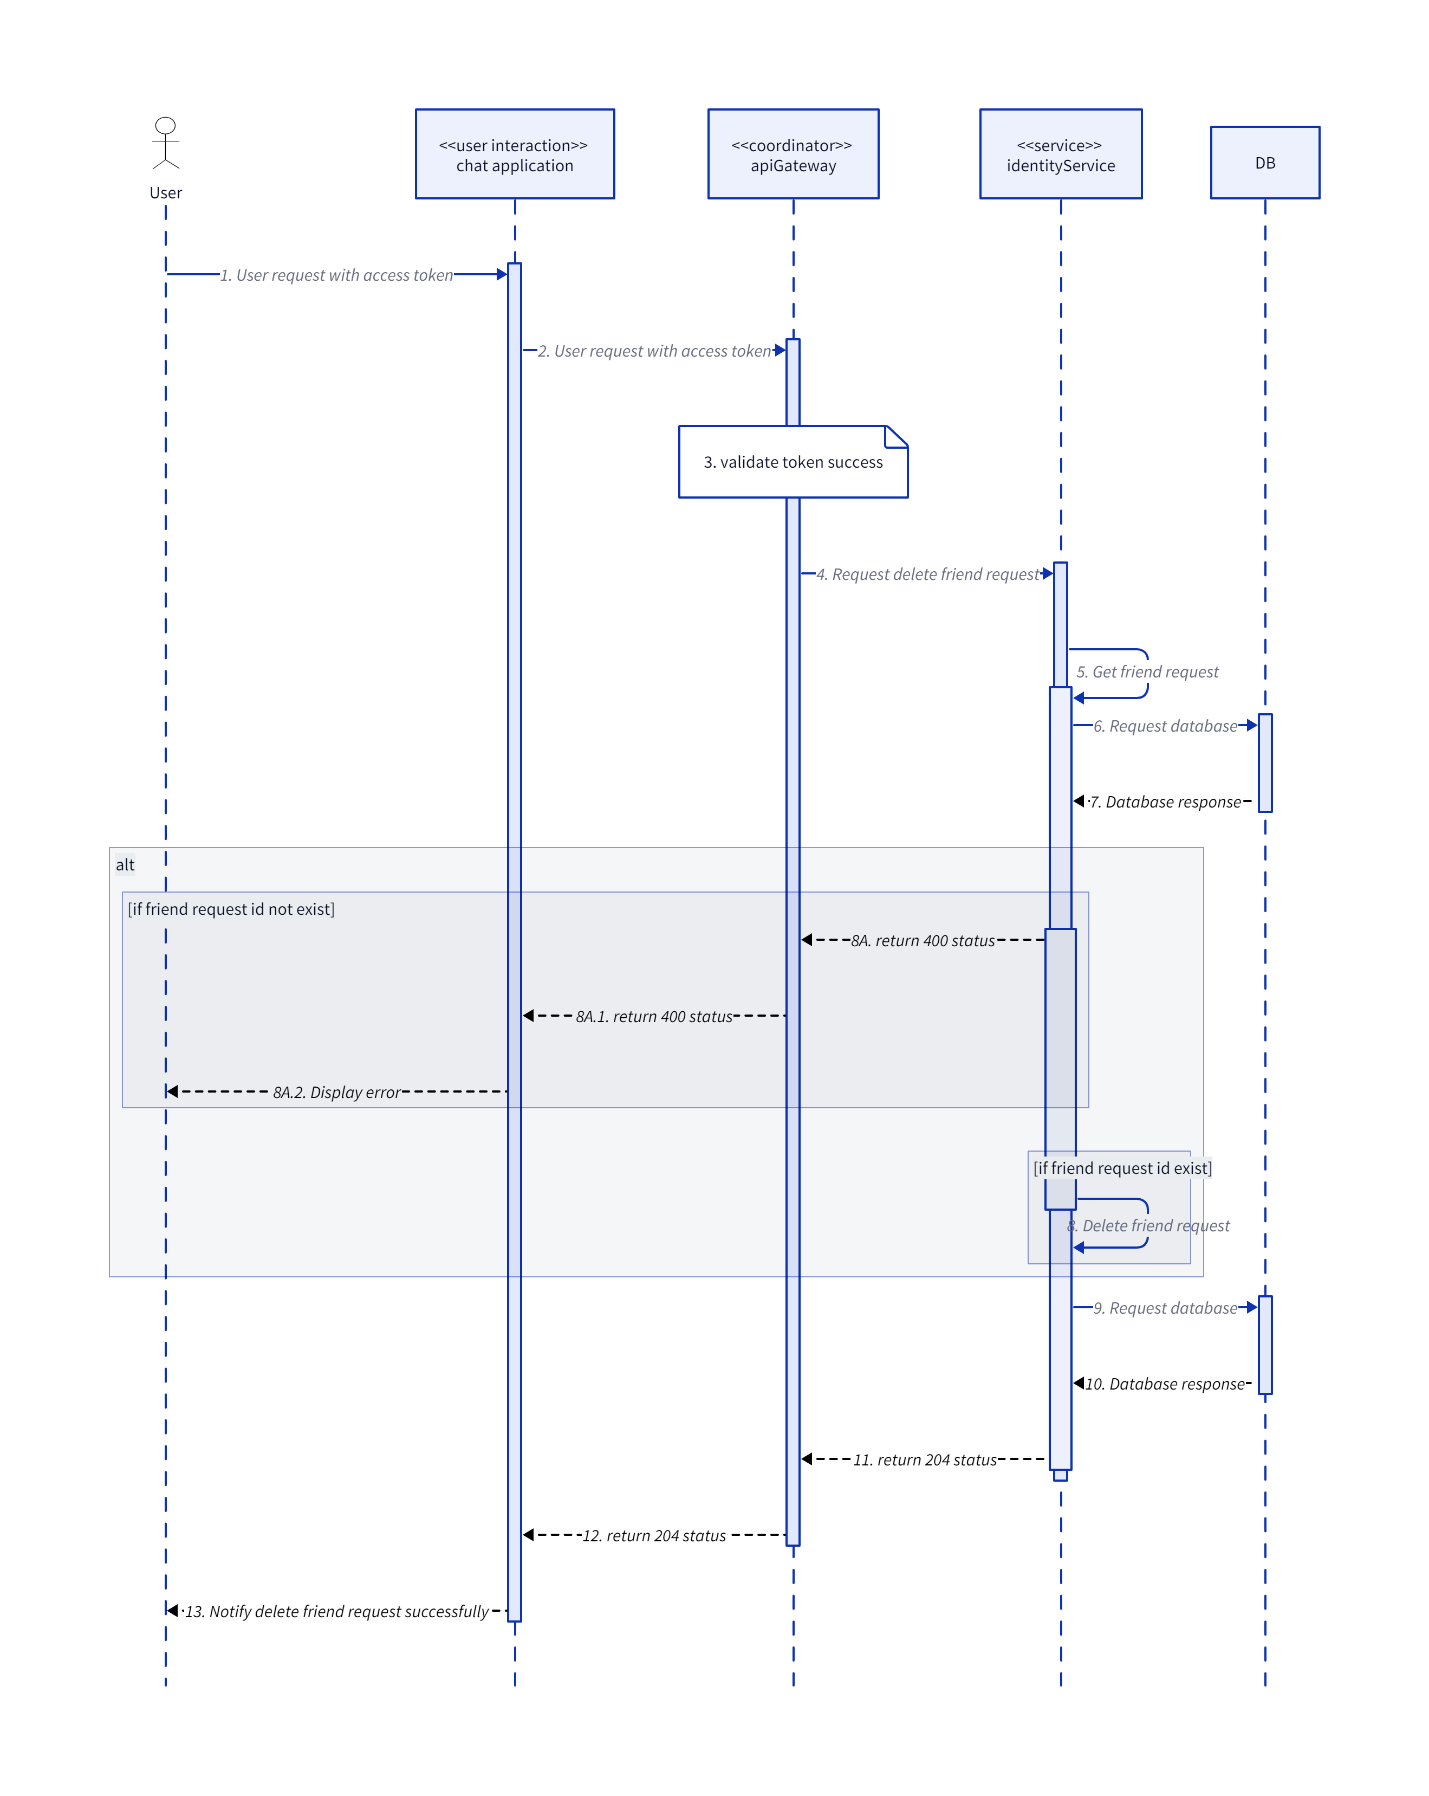 User
<<user interaction>>
chat application
<<coordinator>>
apiGateway
<<service>>
identityService
DB
1. User request with access token
2. User request with access token
3. validate token success
4. Request delete friend request
5. Get friend request
6. Request database
7. Database response
alt
[if friend request id not exist]
8A. return 400 status
8A.1. return 400 status
8A.2. Display error
[if friend request id exist]
8. Delete friend request
9. Request database
10. Database response
11. return 204 status
12. return 204 status
13. Notify delete friend request successfully